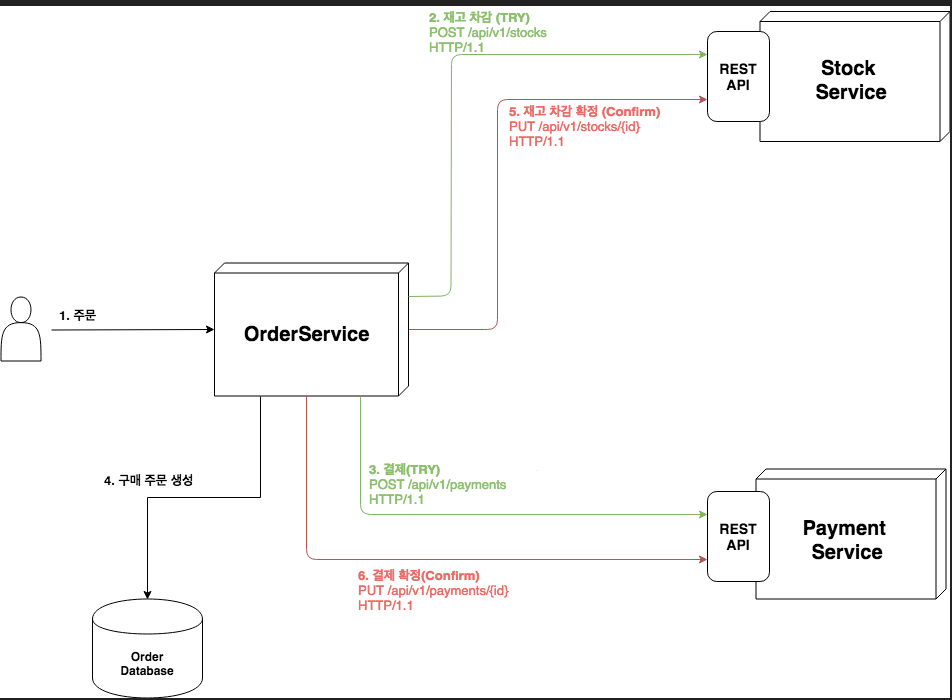 2. 재고 차감 (TRY)
POST /api/v1/stocks
HTTP/1.1
REST
API
Stock
Service
5. 재고 차감 확정 (Confirm)
PUT /api/v1/stocks/{id}
HTTP/1.1
1. 주문
OrderService
4. 구매 주문 생성
3. 결제(TRY)
POST /api/v1/payments
HTTP/1.1
REST
API
Payment
Service
6. 결제 확정(Confirm)
PUT /api/v1/payments/{id}
HTTP/1.1
Order
Database